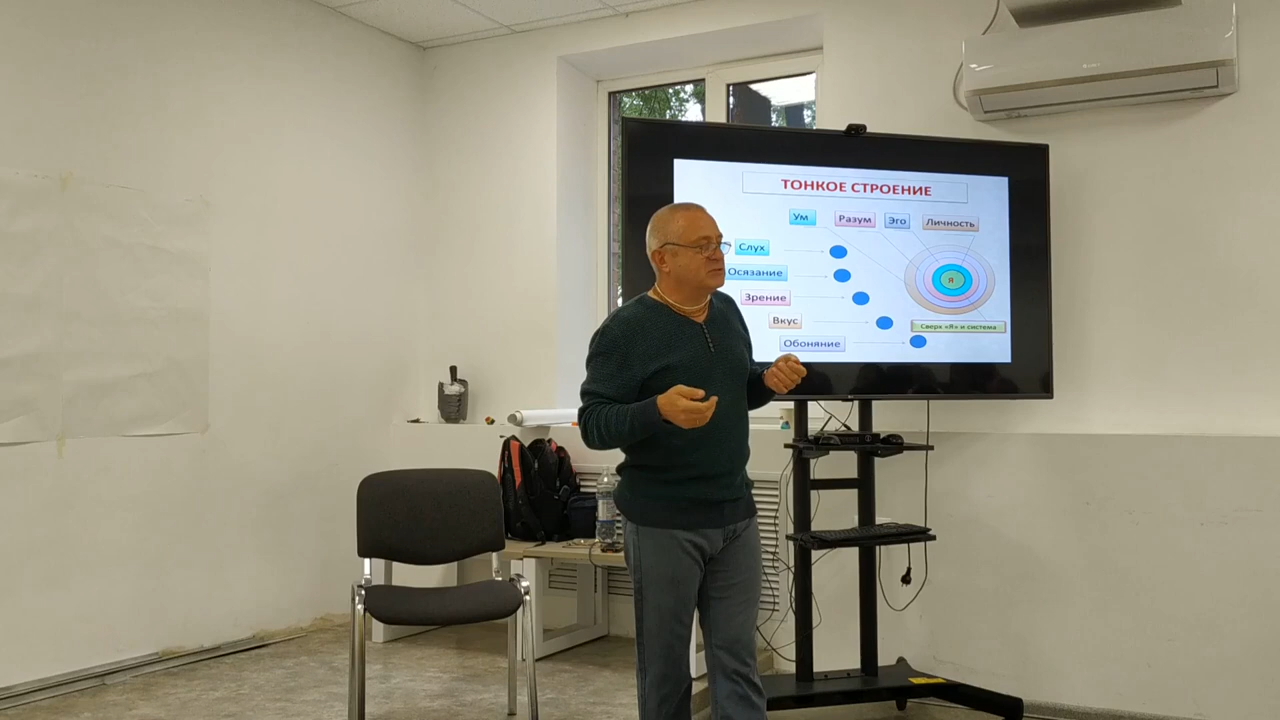 ТОНКОЕ СТРОЕНИЕ
Ум
Разум
Эго
Личность
Слух
Осязание
Зрение
Вкус
Обоняние
Я
Сверх «Я» и система